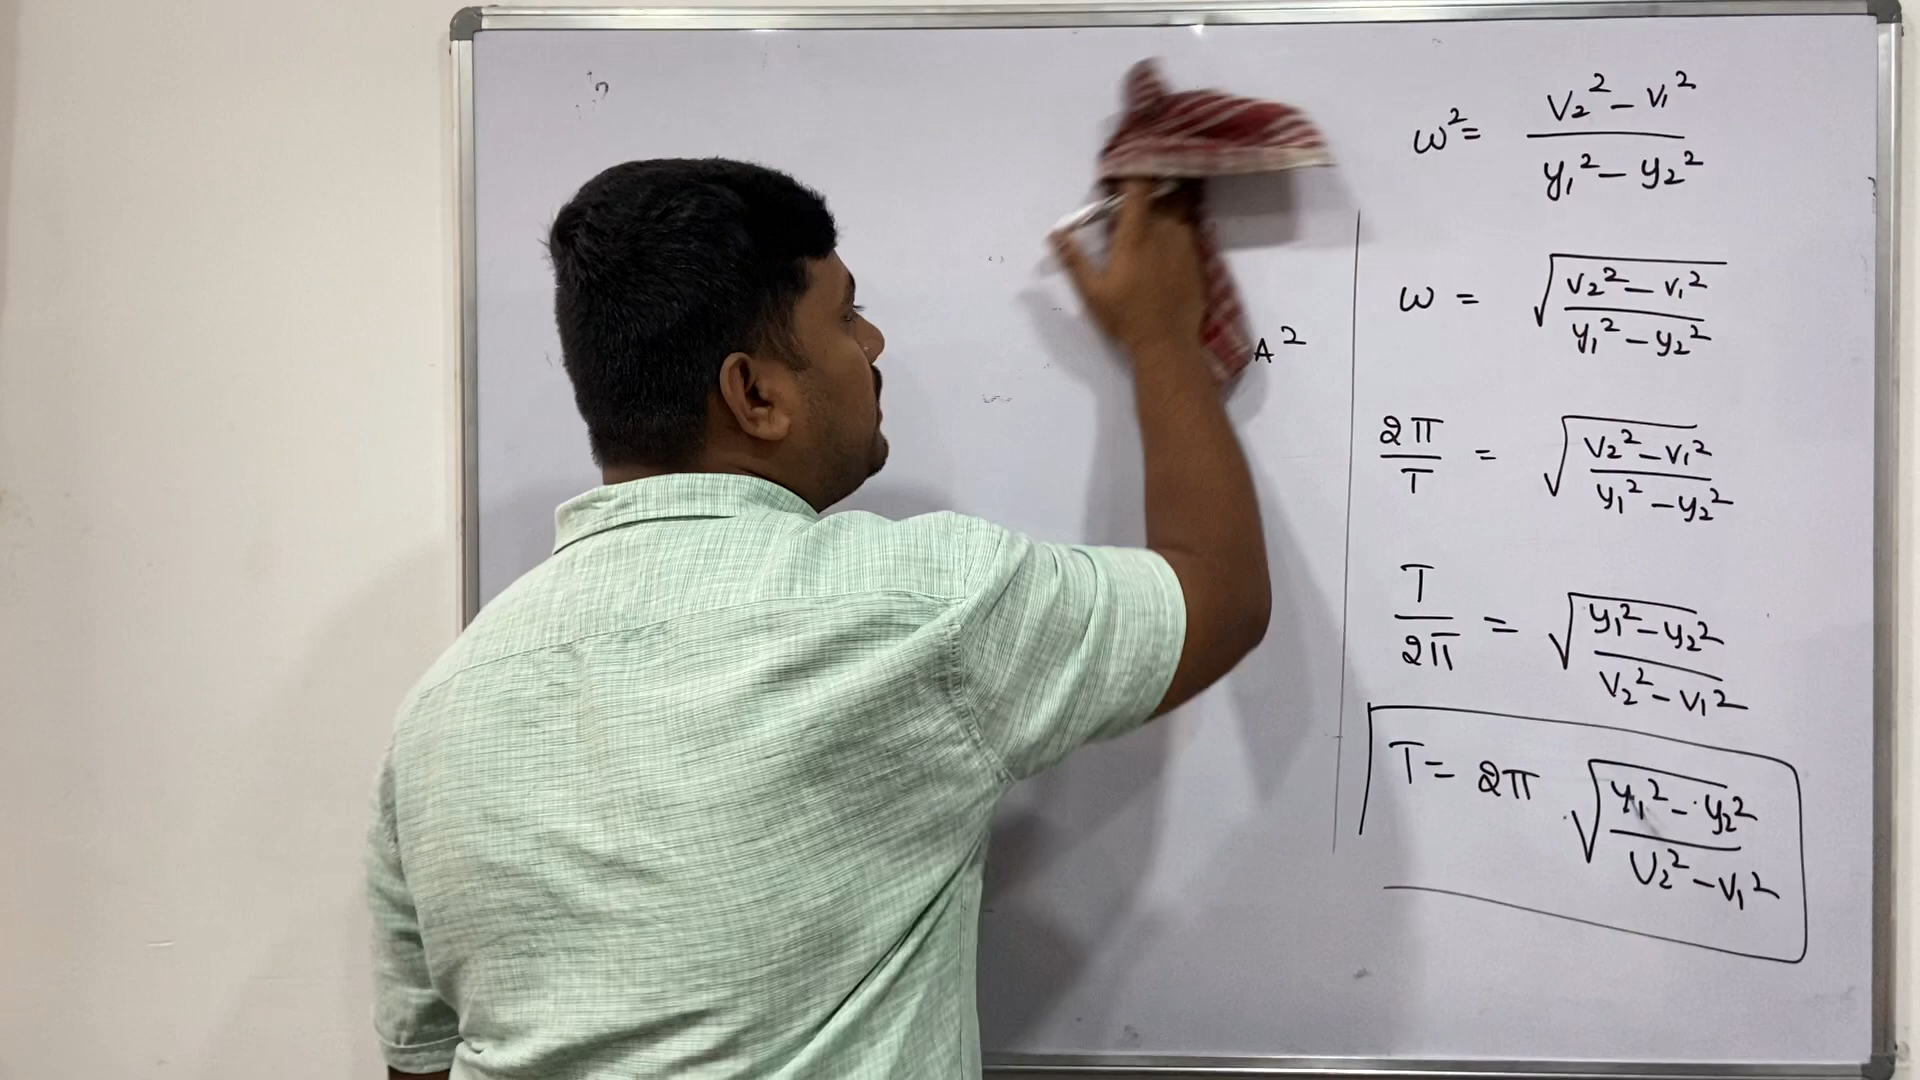 A²
ω² = (V₂² - V₁²) / (y₁² - y₂²)
ω = √((V₂² - V₁²) / (y₁² - y₂²))
2π / T = √((V₂² - V₁²) / (y₁² - y₂²))
T / 2π = √((y₁² - y₂²) / (V₂² - V₁²))
T = 2π √((y₁² - y₂²) / (V₂² - V₁²))